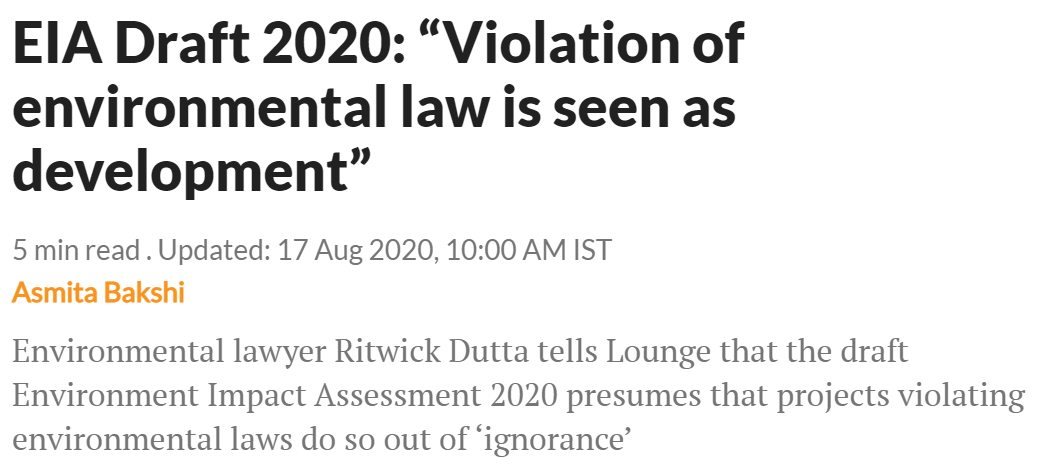 EIA Draft 2020: “Violation of
environmental law is seen as
development”
5 min read . Updated: 17 Aug 2020, 10:00 AM IST
Asmita Bakshi
Environmental lawyer Ritwick Dutta tells Lounge that the draft
Environment Impact Assessment 2020 presumes that projects violating
environmental laws do so out of ‘ignorance’